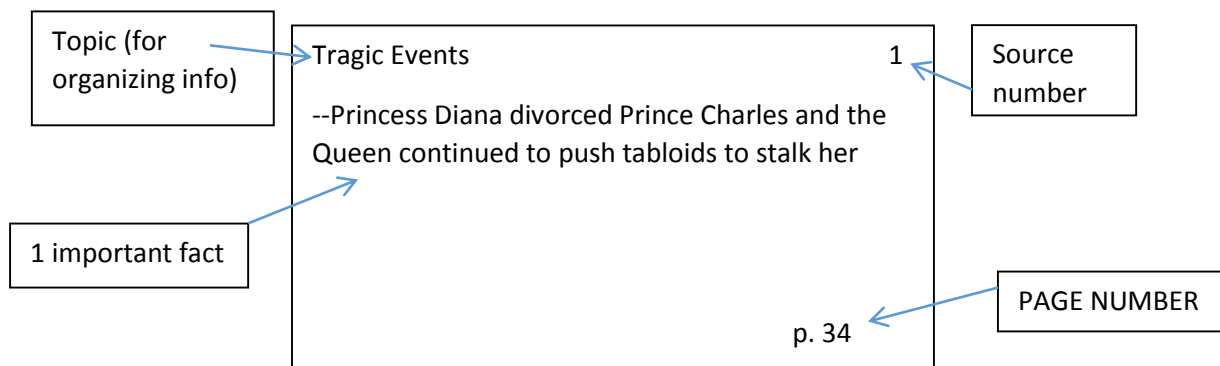 Topic (for
organizing info)
Tragic Events
1
Source
number
--Princess Diana divorced Prince Charles and the
Queen continued to push tabloids to stalk her
1 important fact
PAGE NUMBER
p. 34